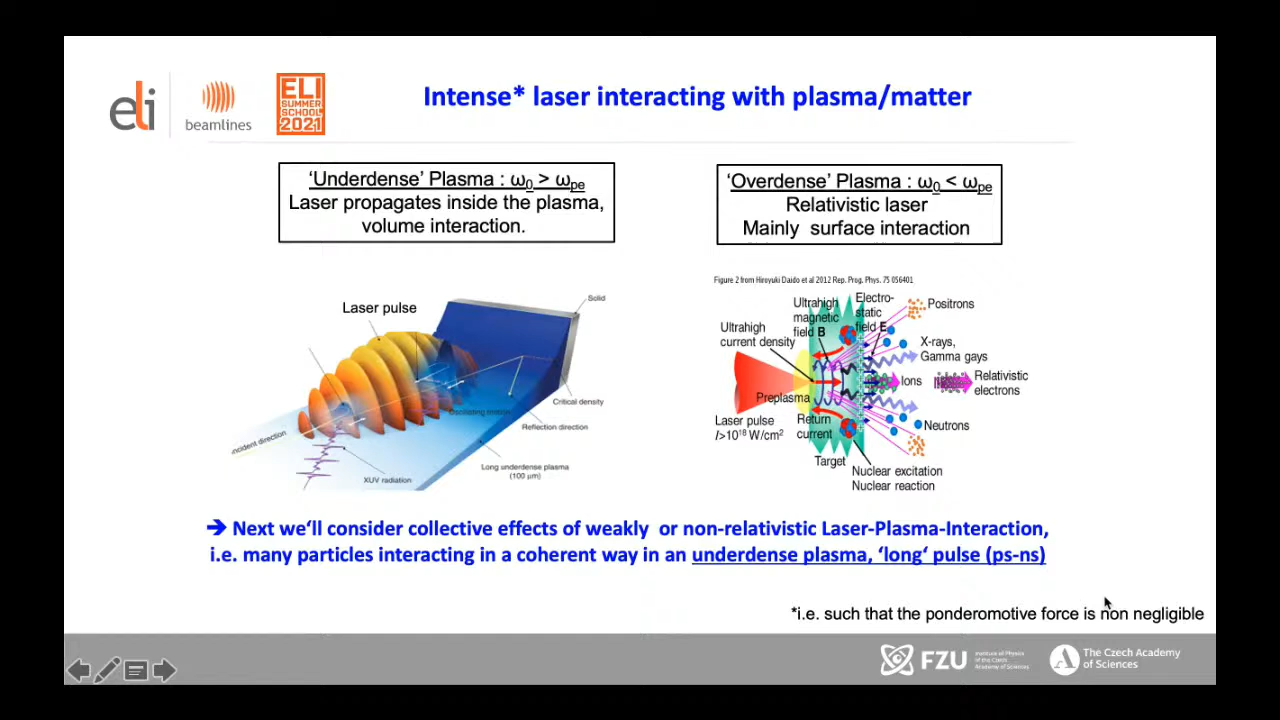 eli
beamlines
ELI
SUMMER
SCHOOL
2021
Intense* laser interacting with plasma/matter
‘Underdense’ Plasma : ω0 > ωpe
Laser propagates inside the plasma,
volume interaction.
‘Overdense’ Plasma : ω0 < ωpe
Relativistic laser
Mainly surface interaction
Laser pulse
Solid
Oscillating motion
Critical density
Reflection direction
Incident direction
Long underdense plasma
(100 μm)
XUV radiation
Figure 2 from Hiroyuki Daido et al 2012 Rep. Prog. Phys. 75 056401
Ultrahigh
magnetic
field B
Electro-
static
field E
Positrons
Ultrahigh
current density
X-rays,
Gamma gays
Ions
Relativistic
electrons
Preplasma
Laser pulse
I>10¹⁸ W/cm²
Return
current
Neutrons
Target
Nuclear excitation
Nuclear reaction
➔ Next we‘ll consider collective effects of weakly or non-relativistic Laser-Plasma-Interaction,
i.e. many particles interacting in a coherent way in an underdense plasma, ‘long‘ pulse (ps-ns)
*i.e. such that the ponderomotive force is non negligible
FZU
Institute of Physics
of the Czech
Academy of Sciences
The Czech Academy
of Sciences